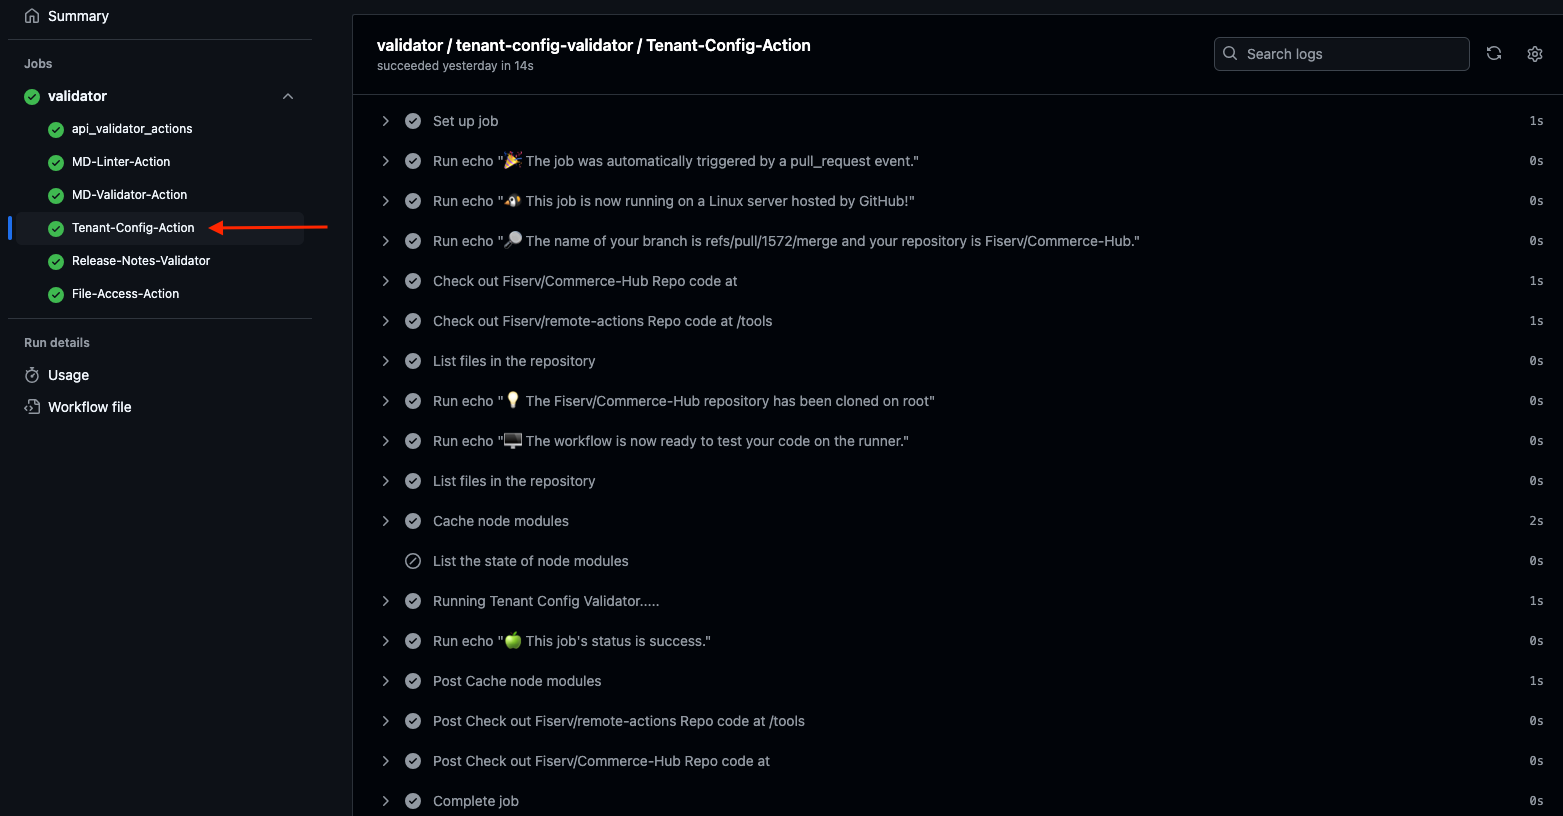 Summary
Jobs
validator
api_validator_actions
MD-Linter-Action
MD-Validator-Action
Tenant-Config-Action
Release-Notes-Validator
File-Access-Action
Run details
Usage
Workflow file
validator / tenant-config-validator / Tenant-Config-Action
succeeded yesterday in 14s
Search logs
Set up job 1s
Run echo "🎉 The job was automatically triggered by a pull_request event." 0s
Run echo "🐧 This job is now running on a Linux server hosted by GitHub!" 0s
Run echo "🔎 The name of your branch is refs/pull/1572/merge and your repository is Fiserv/Commerce-Hub." 0s
Check out Fiserv/Commerce-Hub Repo code at 1s
Check out Fiserv/remote-actions Repo code at /tools 1s
List files in the repository 0s
Run echo "💡 The Fiserv/Commerce-Hub repository has been cloned on root" 0s
Run echo "🖥️ The workflow is now ready to test your code on the runner." 0s
List files in the repository 0s
Cache node modules 2s
List the state of node modules 0s
Running Tenant Config Validator..... 1s
Run echo "🍏 This job's status is success." 0s
Post Cache node modules 1s
Post Check out Fiserv/remote-actions Repo code at /tools 0s
Post Check out Fiserv/Commerce-Hub Repo code at 0s
Complete job 0s